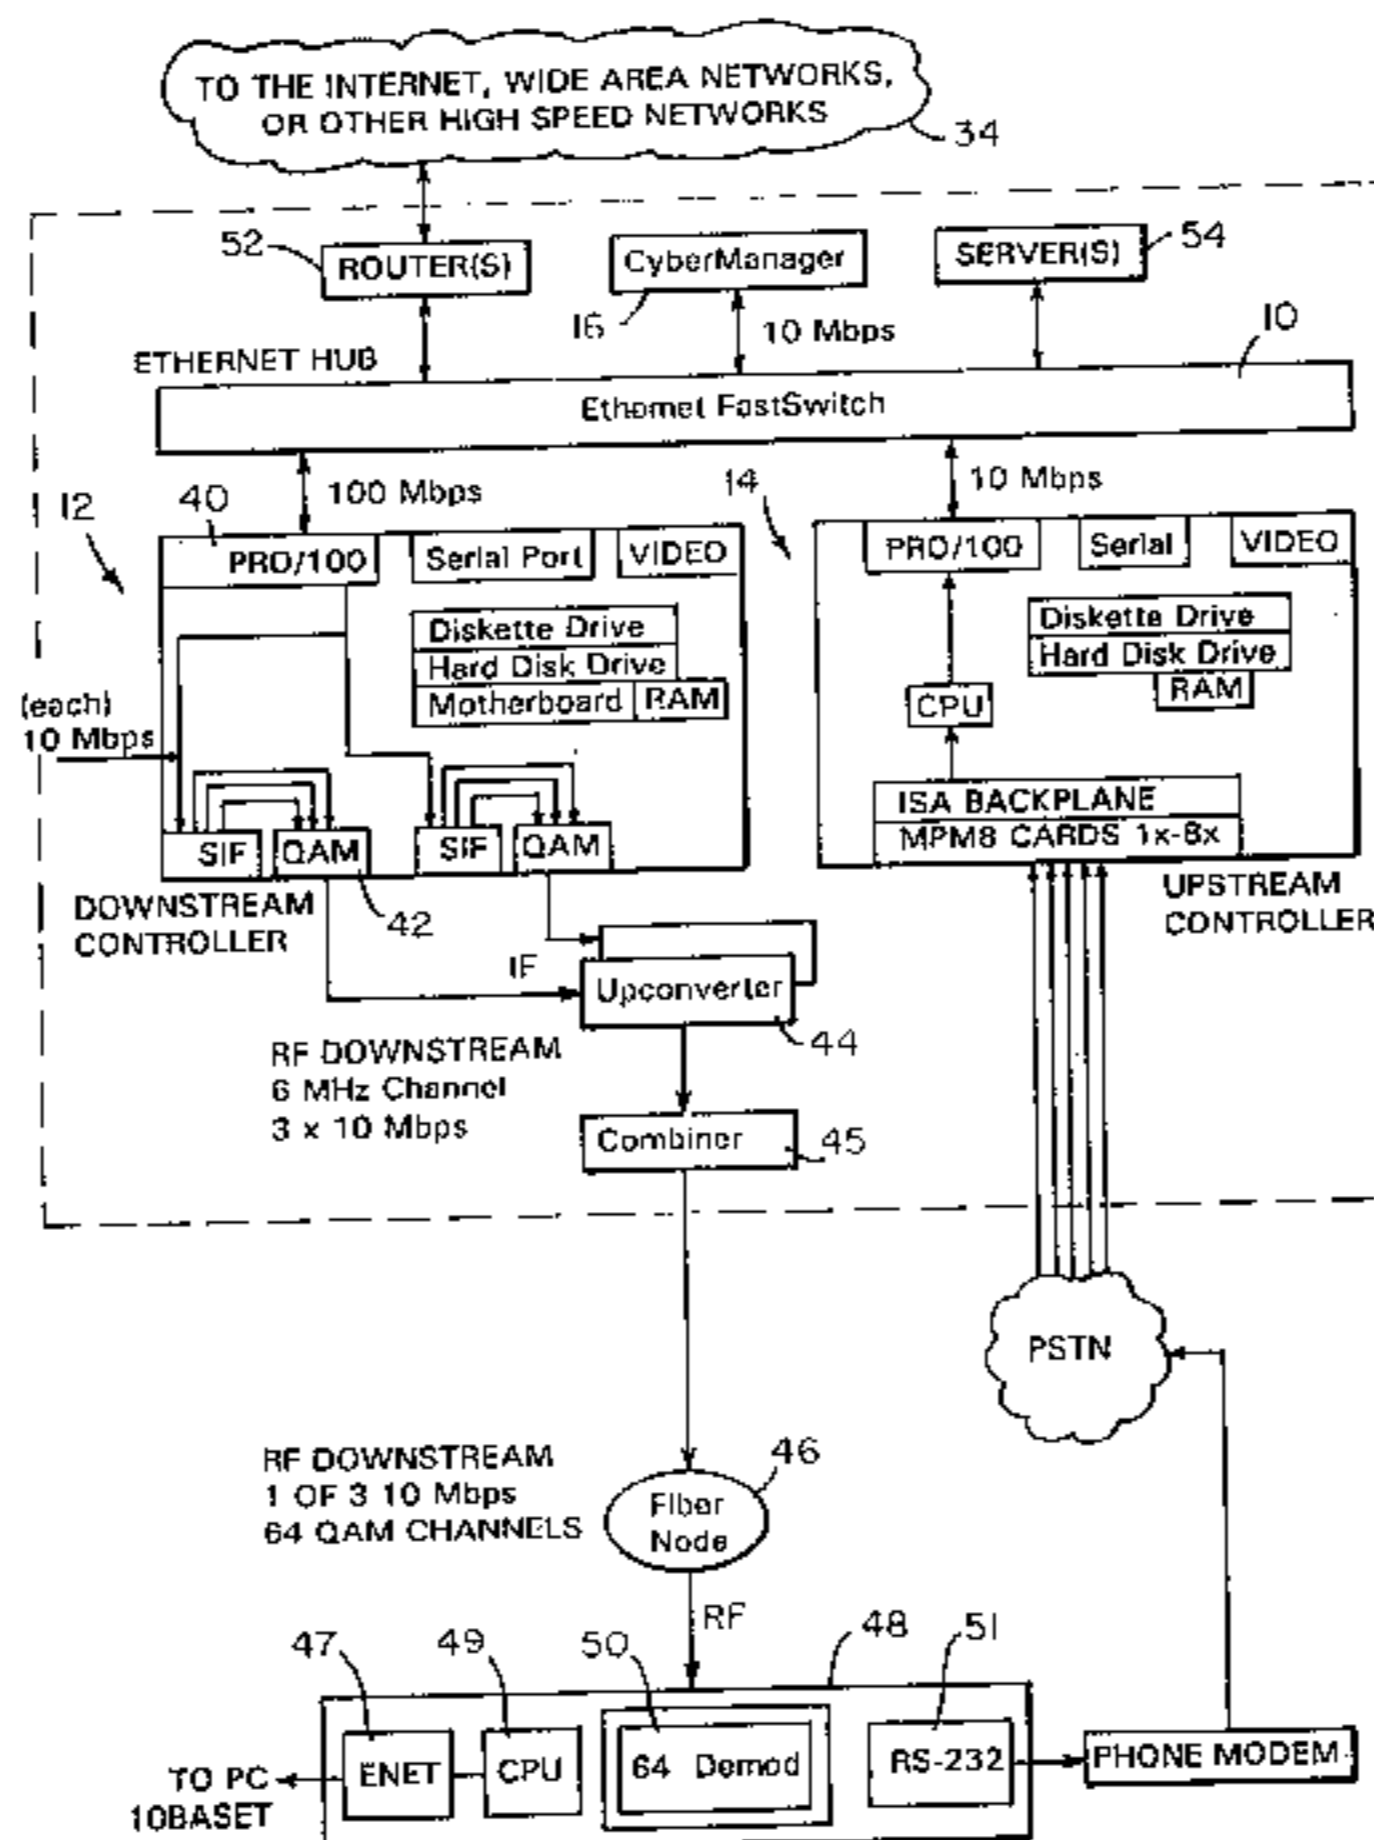 TO THE INTERNET, WIDE AREA NETWORKS,
OR OTHER HIGH SPEED NETWORKS
34
52
ROUTER(S)
CyberManager
SERVER(S)
54
16
10 Mbps
10
ETHERNET HUB
Ethernet FastSwitch
12
40
100 Mbps
14
10 Mbps
PRO/100
Serial Port
VIDEO
PRO/100
Serial
VIDEO
Diskette Drive
Hard Disk Drive
Motherboard
RAM
Diskette Drive
Hard Disk Drive
RAM
CPU
(each)
10 Mbps
ISA BACKPLANE
MPM8 CARDS 1x-8x
SIF
QAM
SIF
QAM
DOWNSTREAM
CONTROLLER
42
UPSTREAM
CONTROLLER
IF
Upconverter
44
RF DOWNSTREAM
6 MHz Channel
3 x 10 Mbps
Combiner
45
PSTN
RF DOWNSTREAM
1 OF 3 10 Mbps
64 QAM CHANNELS
46
Fiber
Node
RF
47
49
50
48
51
ENET
CPU
64 Demod
RS-232
PHONE MODEM
TO PC
10BASET